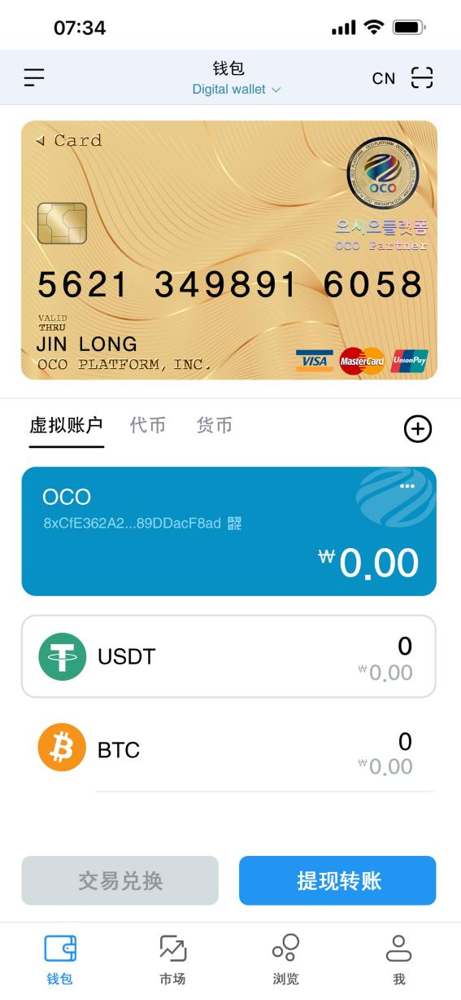 07:34
钱包
Digital wallet
CN
Card
OCO PLATFORM
OCO
오시오플랫폼
OCO Partner
5621 349891 6058
VALID
THRU
JIN LONG
OCO PLATFORM, INC.
VISA
MasterCard
UnionPay
虚拟账户 代币 货币
OCO
8xCfE362A2...89DDacF8ad
₩0.00
USDT
0
₩0.00
BTC
0
₩0.00
交易兑换 提现转账
钱包 市场 浏览 我